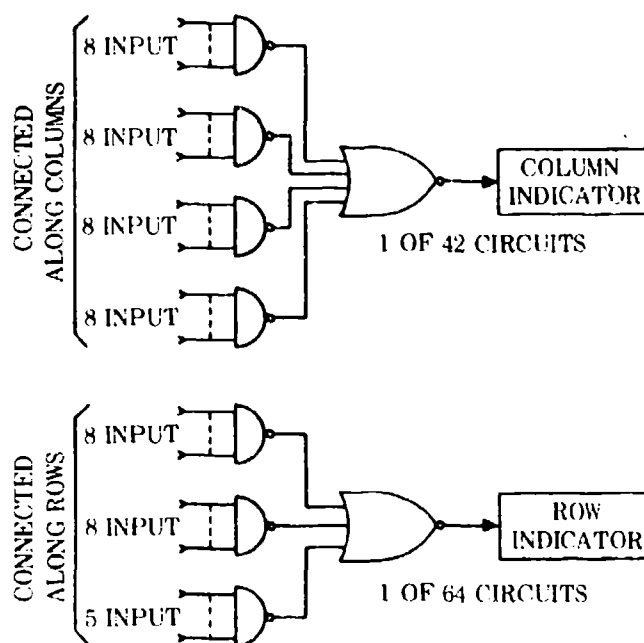 CONNECTED
ALONG COLUMNS
8 INPUT
8 INPUT
8 INPUT
8 INPUT
COLUMN
INDICATOR
1 OF 42 CIRCUITS
CONNECTED
ALONG ROWS
8 INPUT
8 INPUT
5 INPUT
ROW
INDICATOR
1 OF 64 CIRCUITS